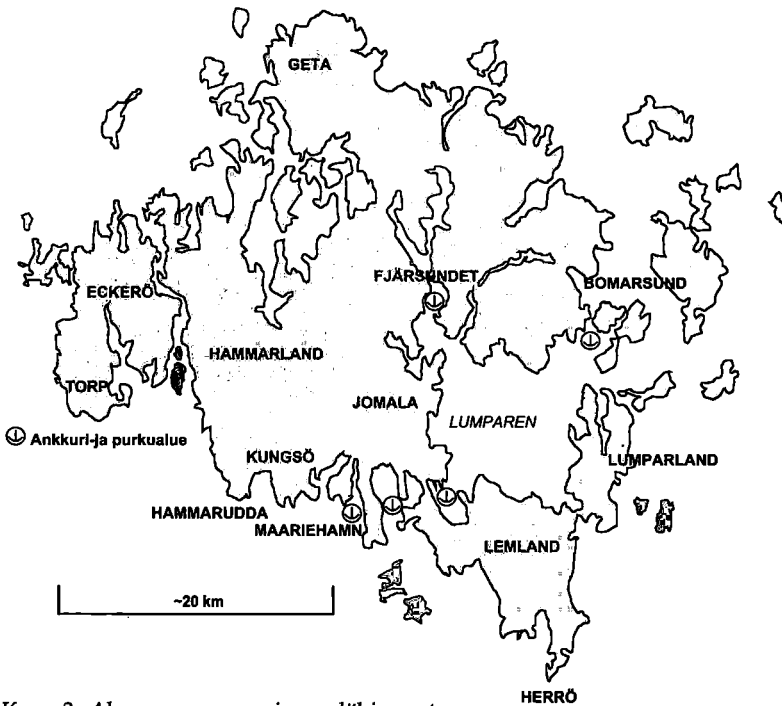 GETA
FJÄRSUNDET
BOMARSUND
ECKERÖ
HAMMARLAND
TORP
JOMALA
LUMPAREN
Ankkuri-ja purkualue
KUNGSÖ
LUMPARLAND
HAMMARUDDA
MAARIEHAMN
LEMLAND
~20 km
HERRÖ